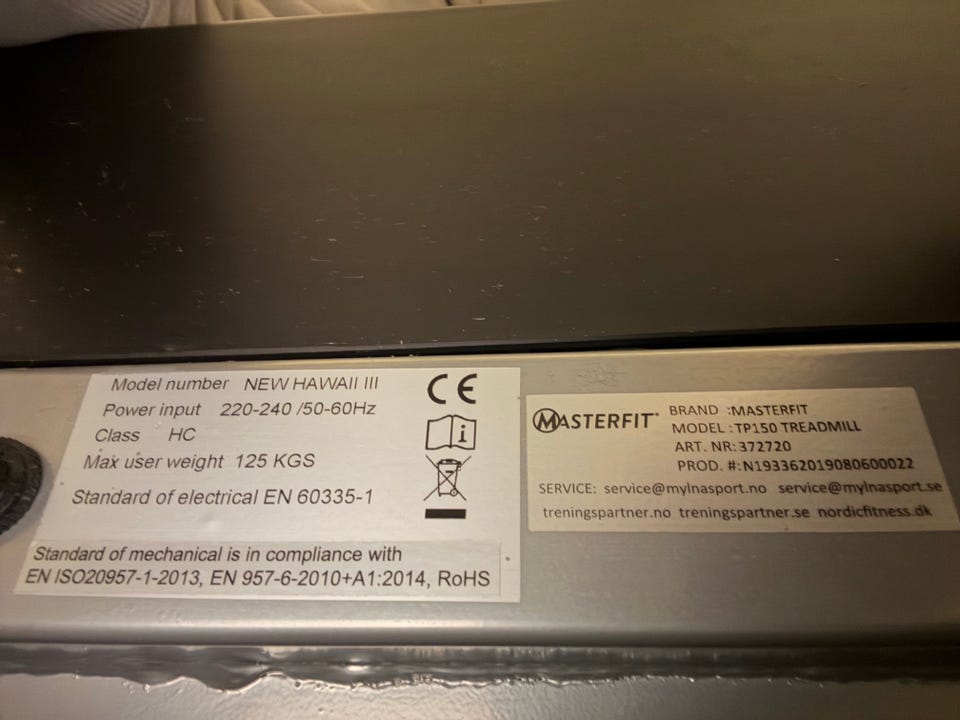 Model number NEW HAWAII III
Power input 220-240 /50-60Hz
Class HC
Max user weight 125 KGS
Standard of electrical EN 60335-1
Standard of mechanical is in compliance with
EN ISO20957-1-2013, EN 957-6-2010+A1:2014, RoHS
CE
i
MASTERFIT
BRAND :MASTERFIT
MODEL : TP150 TREADMILL
ART. NR: 372720
PROD. #: N193362019080600022
SERVICE: service@mylnasport.no service@mylnasport.se
treningspartner.no treningspartner.se nordicfitness.dk